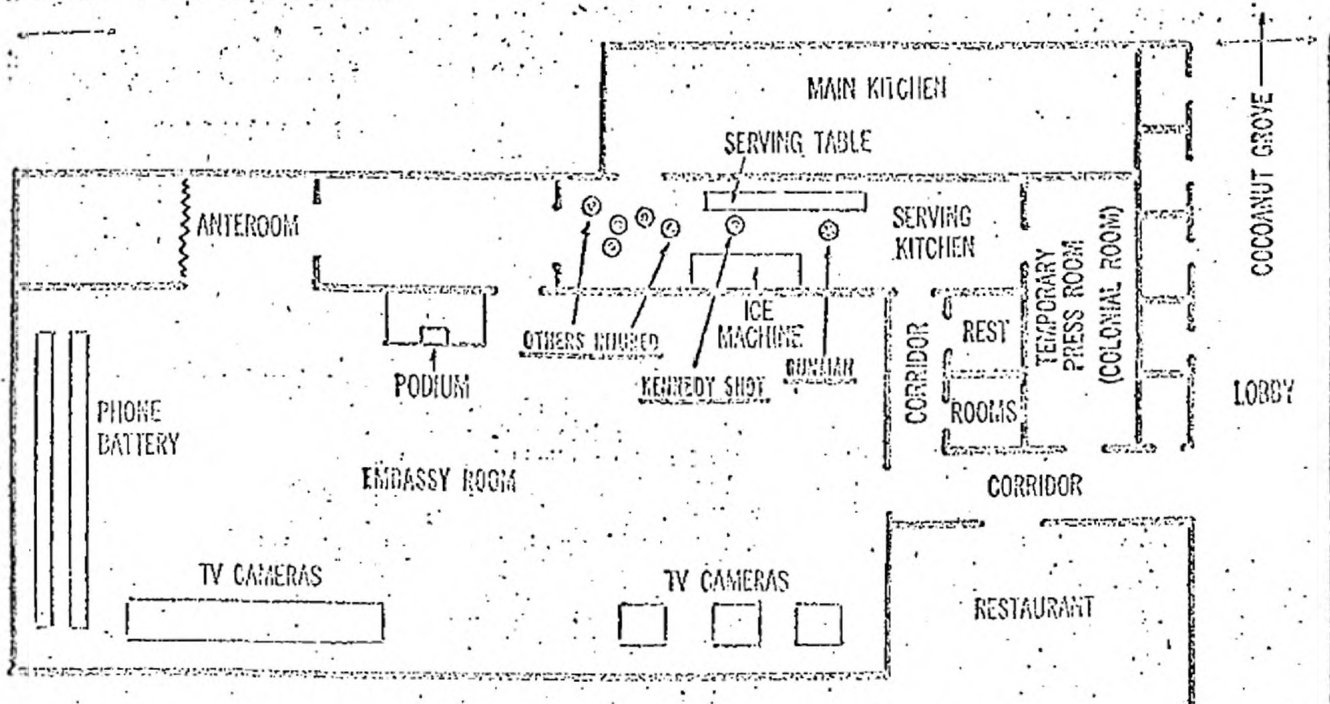 MAIN KITCHEN
SERVING TABLE
COCOANUT GROVE
ANTEROOM
SERVING
KITCHEN
TEMPORARY
PRESS ROOM
(COLONIAL ROOM)
OTHERS INJURED
ICE
MACHINE
GUNMAN
KENNEDY SHOT
PODIUM
CORRIDOR
REST
ROOMS
LOBBY
PHONE
BATTERY
EMBASSY ROOM
CORRIDOR
TV CAMERAS
TV CAMERAS
RESTAURANT